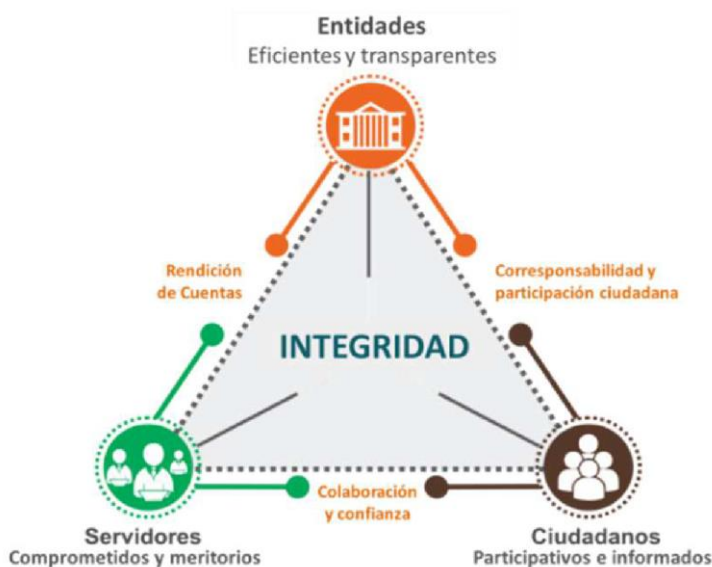 Entidades
Eficientes y transparentes
Rendición
de Cuentas
Corresponsabilidad y
participación ciudadana
INTEGRIDAD
Colaboración
y confianza
Servidores
Comprometidos y meritorios
Ciudadanos
Participativos e informados